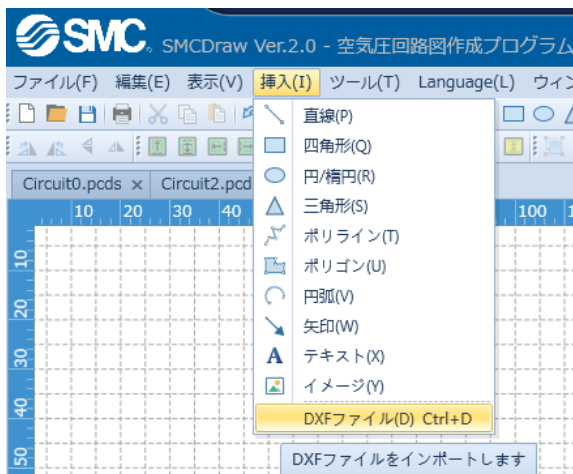 SMC. SMCDraw Ver.2.0 - 空気圧回路図作成プログラム
ファイル(F) 編集(E) 表示(V) 挿入(I) ツール(T) Language(L) ウィン
直線(P)
四角形(Q)
円/楕円(R)
Circuit0.pcds × Circuit2.pcd
三角形(S)
10 20 30 40 100
ポリライン(T)
10
ポリゴン(U)
円弧(V)
20
矢印(W)
30
A テキスト(X)
イメージ(Y)
40
DXFファイル(D) Ctrl+D
50
DXFファイルをインポートします